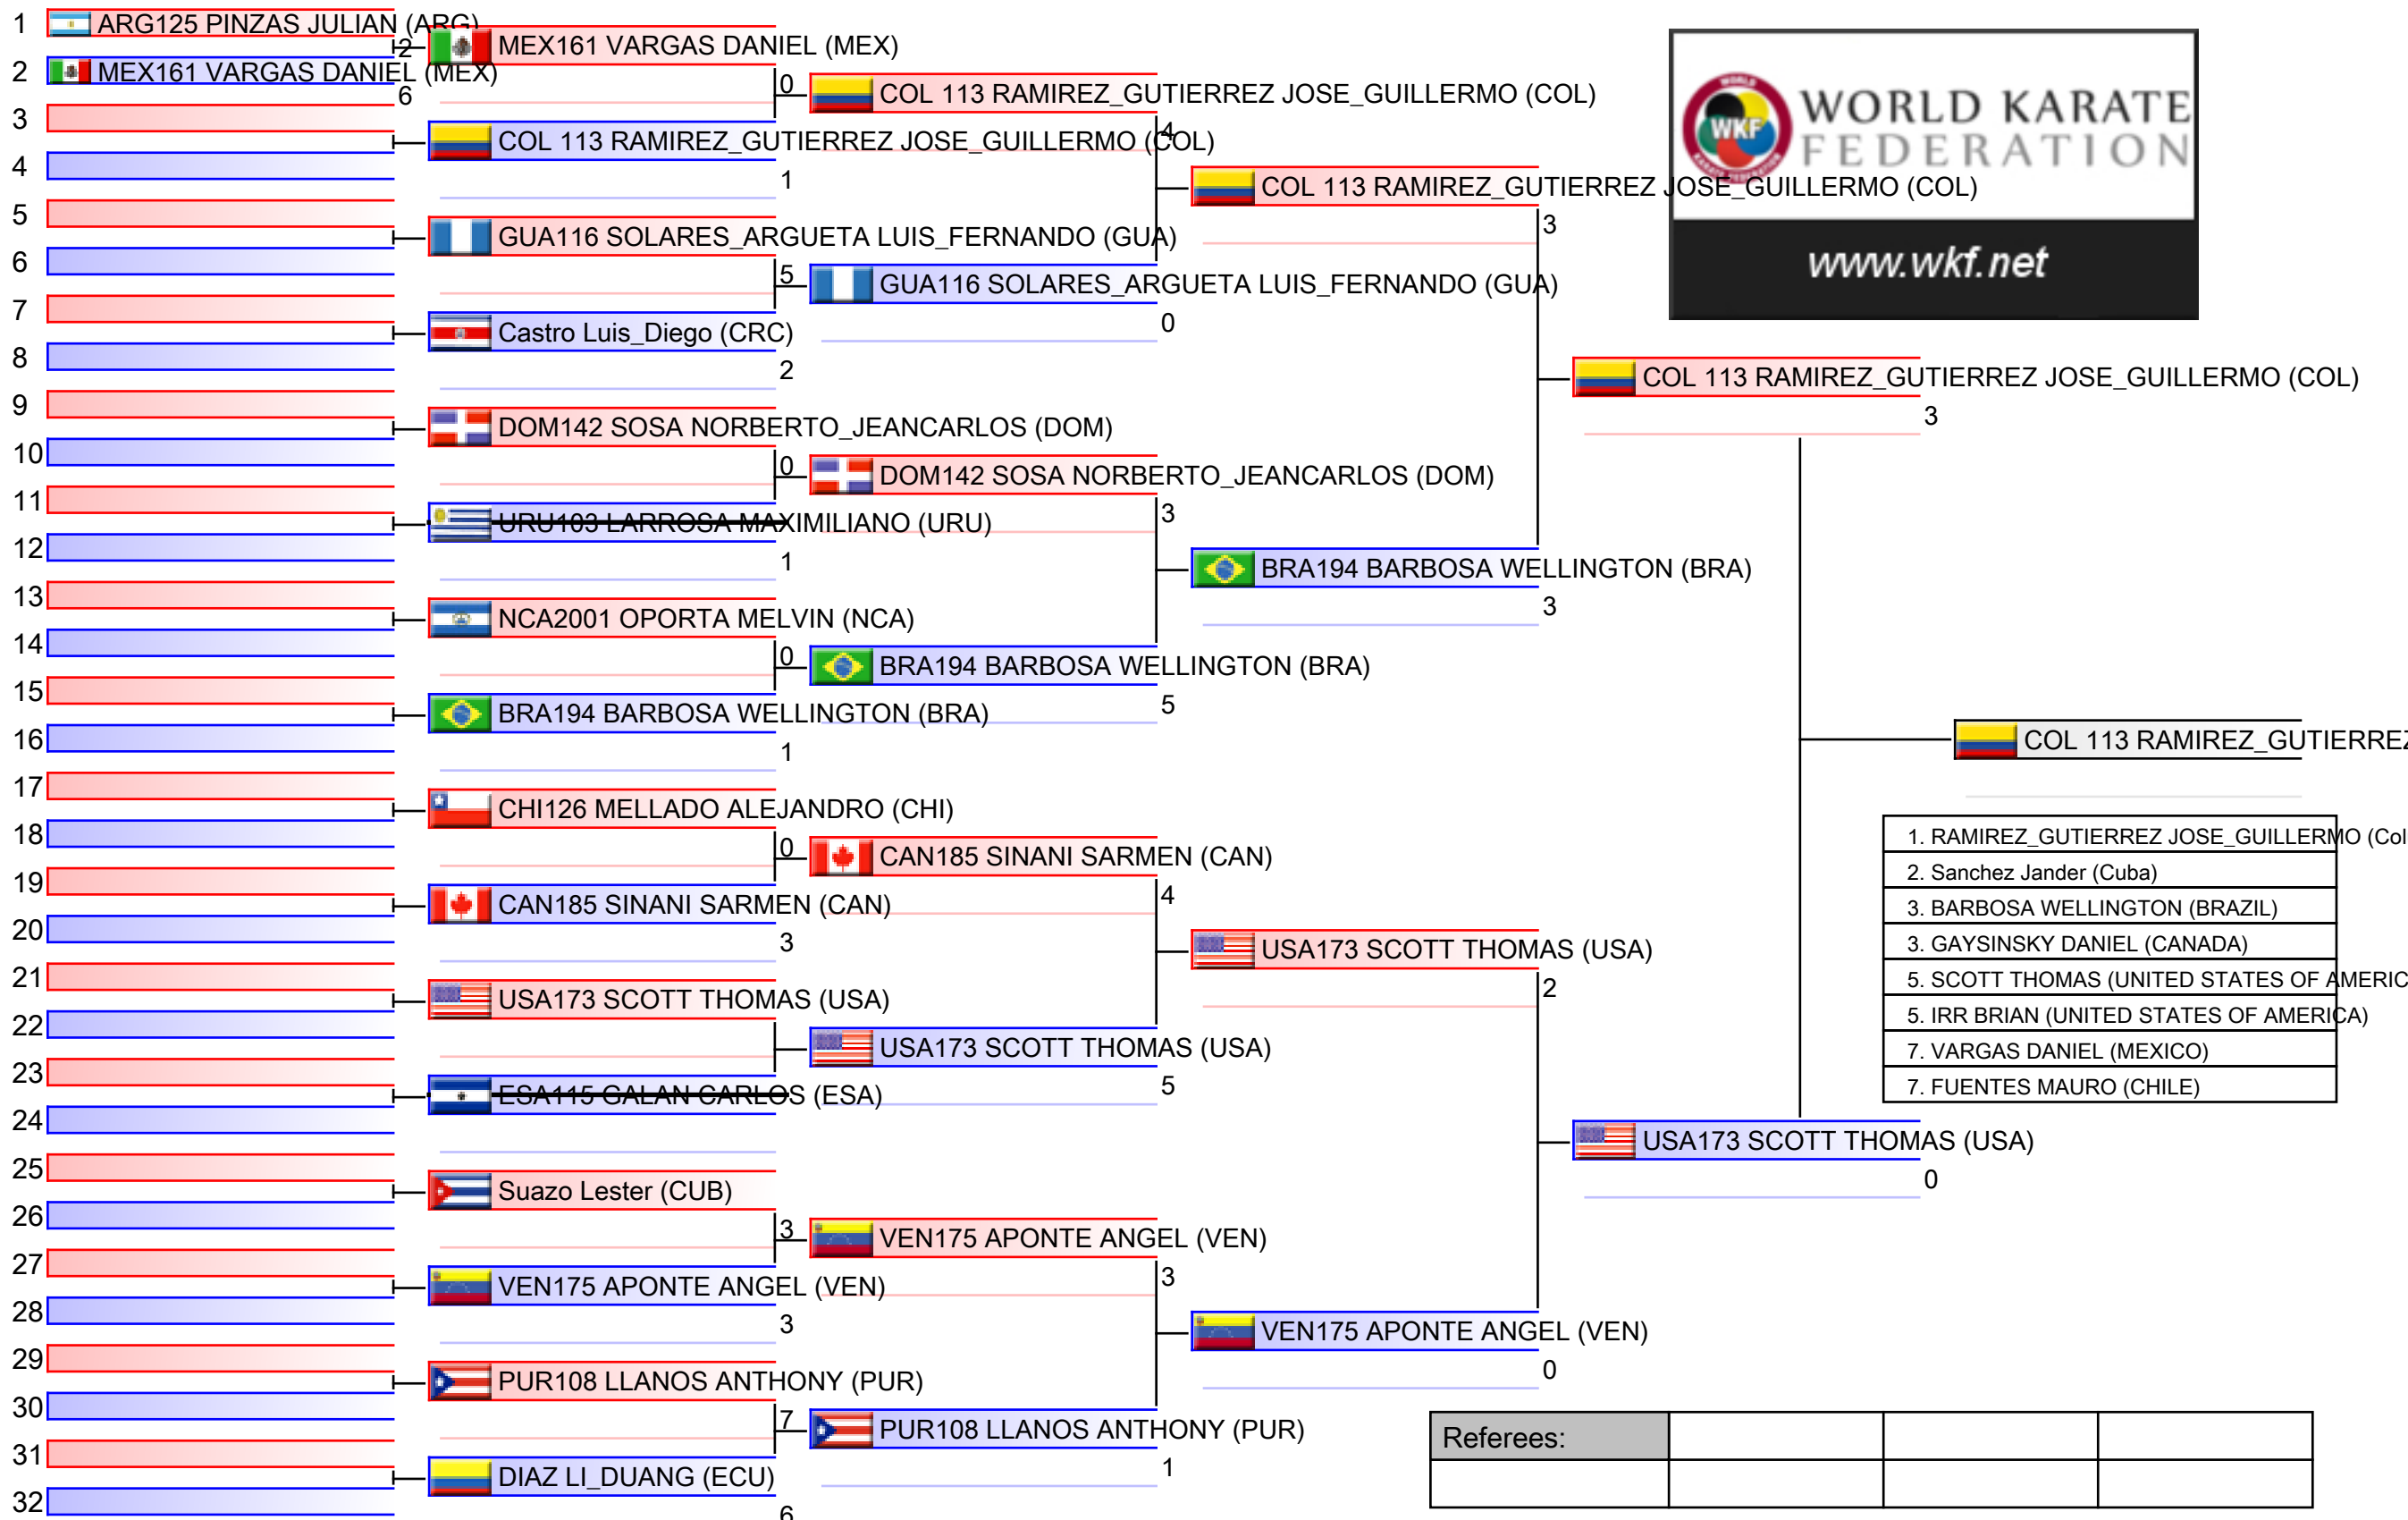 1 ARG125 PINZAS JULIAN (ARG)
2
MEX161 VARGAS DANIEL (MEX)
2 MEX161 VARGAS DANIEL (MEX)
6
0
COL 113 RAMIREZ_GUTIERREZ JOSE_GUILLERMO (COL)
3
4
COL 113 RAMIREZ_GUTIERREZ JOSE_GUILLERMO (COL)
4
1
COL 113 RAMIREZ_GUTIERREZ JOSE_GUILLERMO (COL)
3
5
GUA116 SOLARES_ARGUETA LUIS_FERNANDO (GUA)
6
5
GUA116 SOLARES_ARGUETA LUIS_FERNANDO (GUA)
0
7
Castro Luis_Diego (CRC)
8
2
COL 113 RAMIREZ_GUTIERREZ JOSE_GUILLERMO (COL)
3
9
DOM142 SOSA NORBERTO_JEANCARLOS (DOM)
10
0
DOM142 SOSA NORBERTO_JEANCARLOS (DOM)
3
11
URU103 LARROSA MAXIMILIANO (URU)
12
1
BRA194 BARBOSA WELLINGTON (BRA)
3
13
NCA2001 OPORTA MELVIN (NCA)
14
0
BRA194 BARBOSA WELLINGTON (BRA)
5
15
BRA194 BARBOSA WELLINGTON (BRA)
16
1
COL 113 RAMIREZ_GUTIERREZ
17
CHI126 MELLADO ALEJANDRO (CHI)
18
0
CAN185 SINANI SARMEN (CAN)
4
19
CAN185 SINANI SARMEN (CAN)
20
3
USA173 SCOTT THOMAS (USA)
2
21
USA173 SCOTT THOMAS (USA)
22
USA173 SCOTT THOMAS (USA)
5
23
ESA115 GALAN CARLOS (ESA)
24
USA173 SCOTT THOMAS (USA)
0
25
Suazo Lester (CUB)
26
3
VEN175 APONTE ANGEL (VEN)
3
27
VEN175 APONTE ANGEL (VEN)
28
3
VEN175 APONTE ANGEL (VEN)
0
29
PUR108 LLANOS ANTHONY (PUR)
30
7
PUR108 LLANOS ANTHONY (PUR)
1
31
DIAZ LI_DUANG (ECU)
32
6
WORLD
WKF
KARATE FEDERATION
WORLD KARATE
FEDERATION
www.wkf.net
1. RAMIREZ_GUTIERREZ JOSE_GUILLERMO (Col
2. Sanchez Jander (Cuba)
3. BARBOSA WELLINGTON (BRAZIL)
3. GAYSINSKY DANIEL (CANADA)
5. SCOTT THOMAS (UNITED STATES OF AMERIC
5. IRR BRIAN (UNITED STATES OF AMERICA)
7. VARGAS DANIEL (MEXICO)
7. FUENTES MAURO (CHILE)
Referees: